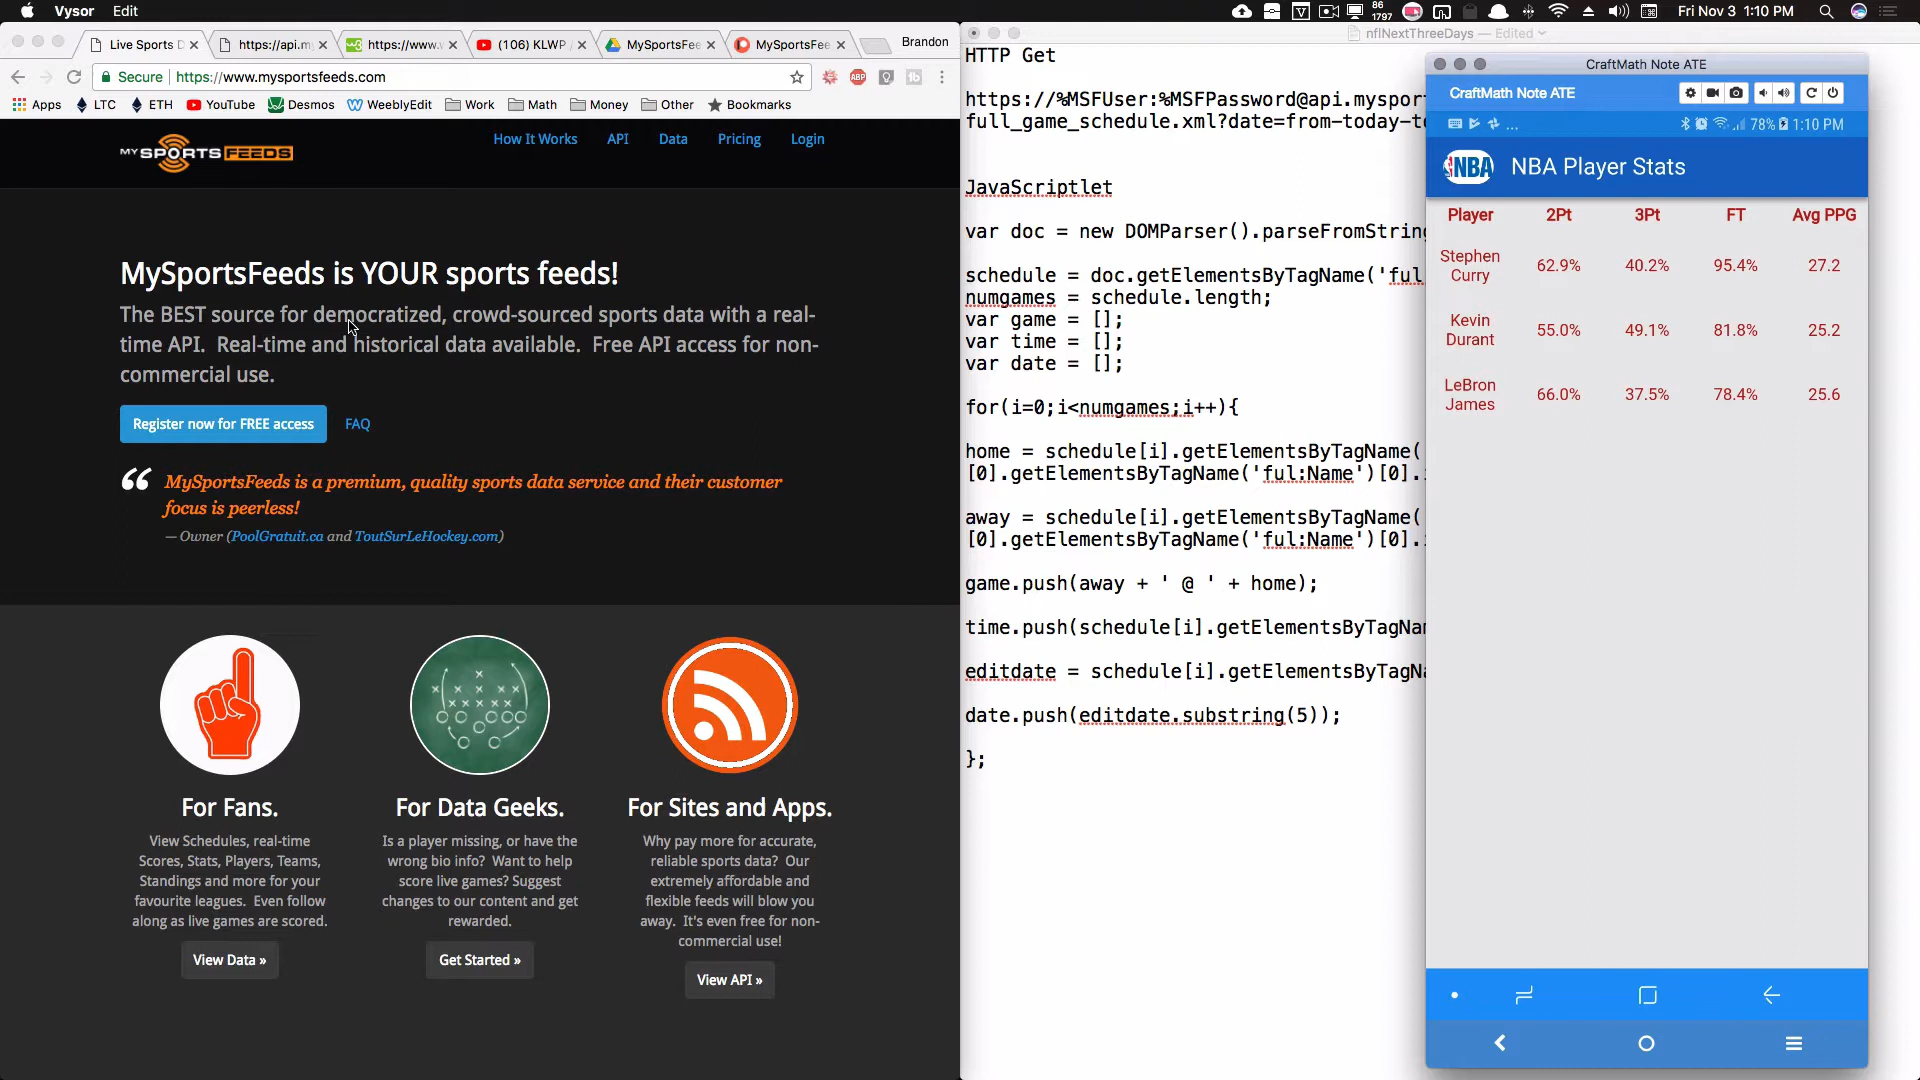 Vysor Edit
86
1797
Fri Nov 3 1:10 PM
Live Sports D
https://api.m
https://www.w
(106) KLWP
MySportsFee
MySportsFee
Brandon
Secure https://www.mysportsfeeds.com
Apps LTC ETH YouTube Desmos WeeblyEdit Work Math Money Other Bookmarks
MYSPORTSFEEDS
How It Works API Data Pricing Login
MySportsFeeds is YOUR sports feeds!
The BEST source for democratized, crowd-sourced sports data with a real-
time API. Real-time and historical data available. Free API access for non-
commercial use.
Register now for FREE access FAQ
“ MySportsFeeds is a premium, quality sports data service and their customer
focus is peerless!
— Owner (PoolGratuit.ca and ToutSurLeHockey.com)
For Fans.
View Schedules, real-time
Scores, Stats, Players, Teams,
Standings and more for your
favourite leagues. Even follow
along as live games are scored.
View Data »
For Data Geeks.
Is a player missing, or have the
wrong bio info? Want to help
score live games? Suggest
changes to our content and get
rewarded.
Get Started »
For Sites and Apps.
Why pay more for accurate,
reliable sports data? Our
extremely affordable and
flexible feeds will blow you
away. It's even free for non-
commercial use!
View API »
nflNextThreeDays — Edited
HTTP Get
https://%MSFUser:%MSFPassword@api.myspor
full_game_schedule.xml?date=from-today-t
JavaScriptlet
var doc = new DOMParser().parseFromString
schedule = doc.getElementsByTagName('ful
numgames = schedule.length;
var game = [];
var time = [];
var date = [];
for(i=0;i<numgames;i++){
home = schedule[i].getElementsByTagName(
[0].getElementsByTagName('ful:Name')[0].
away = schedule[i].getElementsByTagName(
[0].getElementsByTagName('ful:Name')[0].
game.push(away + ' @ ' + home);
time.push(schedule[i].getElementsByTagNa
editdate = schedule[i].getElementsByTagNa
date.push(editdate.substring(5));
};
CraftMath Note ATE
CraftMath Note ATE
... 78% 1:10 PM
NBA NBA Player Stats
Player 2Pt 3Pt FT Avg PPG
Stephen
Curry 62.9% 40.2% 95.4% 27.2
Kevin
Durant 55.0% 49.1% 81.8% 25.2
LeBron
James 66.0% 37.5% 78.4% 25.6